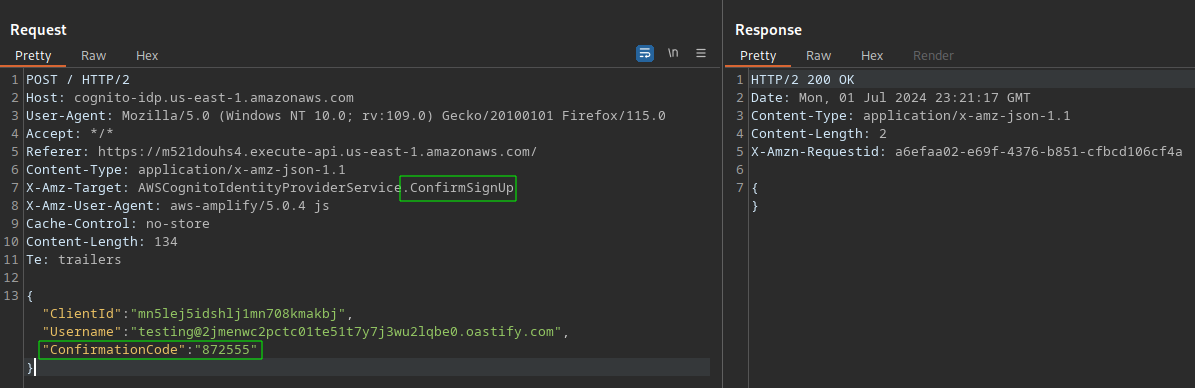 Request
Pretty Raw Hex
\n
1 POST / HTTP/2
2 Host: cognito-idp.us-east-1.amazonaws.com
3 User-Agent: Mozilla/5.0 (Windows NT 10.0; rv:109.0) Gecko/20100101 Firefox/115.0
4 Accept: */*
5 Referer: https://m521douhs4.execute-api.us-east-1.amazonaws.com/
6 Content-Type: application/x-amz-json-1.1
7 X-Amz-Target: AWSCognitoIdentityProviderService.ConfirmSignUp
8 X-Amz-User-Agent: aws-amplify/5.0.4 js
9 Cache-Control: no-store
10 Content-Length: 134
11 Te: trailers
12
13 {
"ClientId":"mn5lej5idshlj1mn708kmakbj",
"Username":"testing@2jmenwc2pctc01te51t7y7j3wu2lqbe0.oastify.com",
"ConfirmationCode":"872555"
}
Response
Pretty Raw Hex Render
1 HTTP/2 200 OK
2 Date: Mon, 01 Jul 2024 23:21:17 GMT
3 Content-Type: application/x-amz-json-1.1
4 Content-Length: 2
5 X-Amzn-Requestid: a6efaa02-e69f-4376-b851-cfbcd106cf4a
6
7 {
}